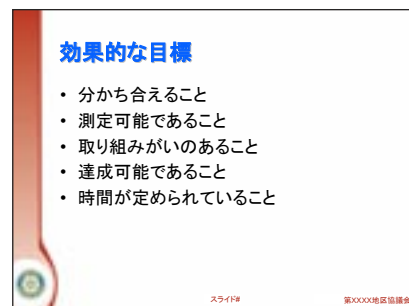 効果的な目標
• 分かち合えること
• 測定可能であること
• 取り組みがいのあること
• 達成可能であること
• 時間が定められていること
スライド# 第XXXX地区協議会